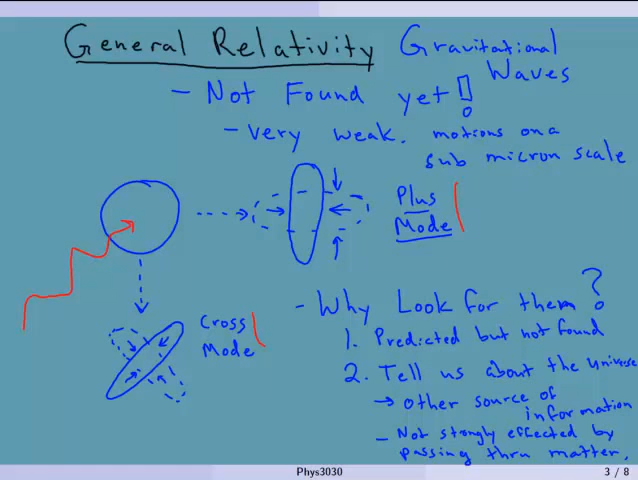 General Relativity Gravitational
Waves
- Not Found yet!
- Very weak. motions on a
sub micron scale
Plus
Mode
Cross
Mode
- Why Look for them?
1. Predicted but not found
2. Tell us about the universe
→ other source of
information
- Not strongly effected by
passing thru matter.
Phys3030
3 / 8